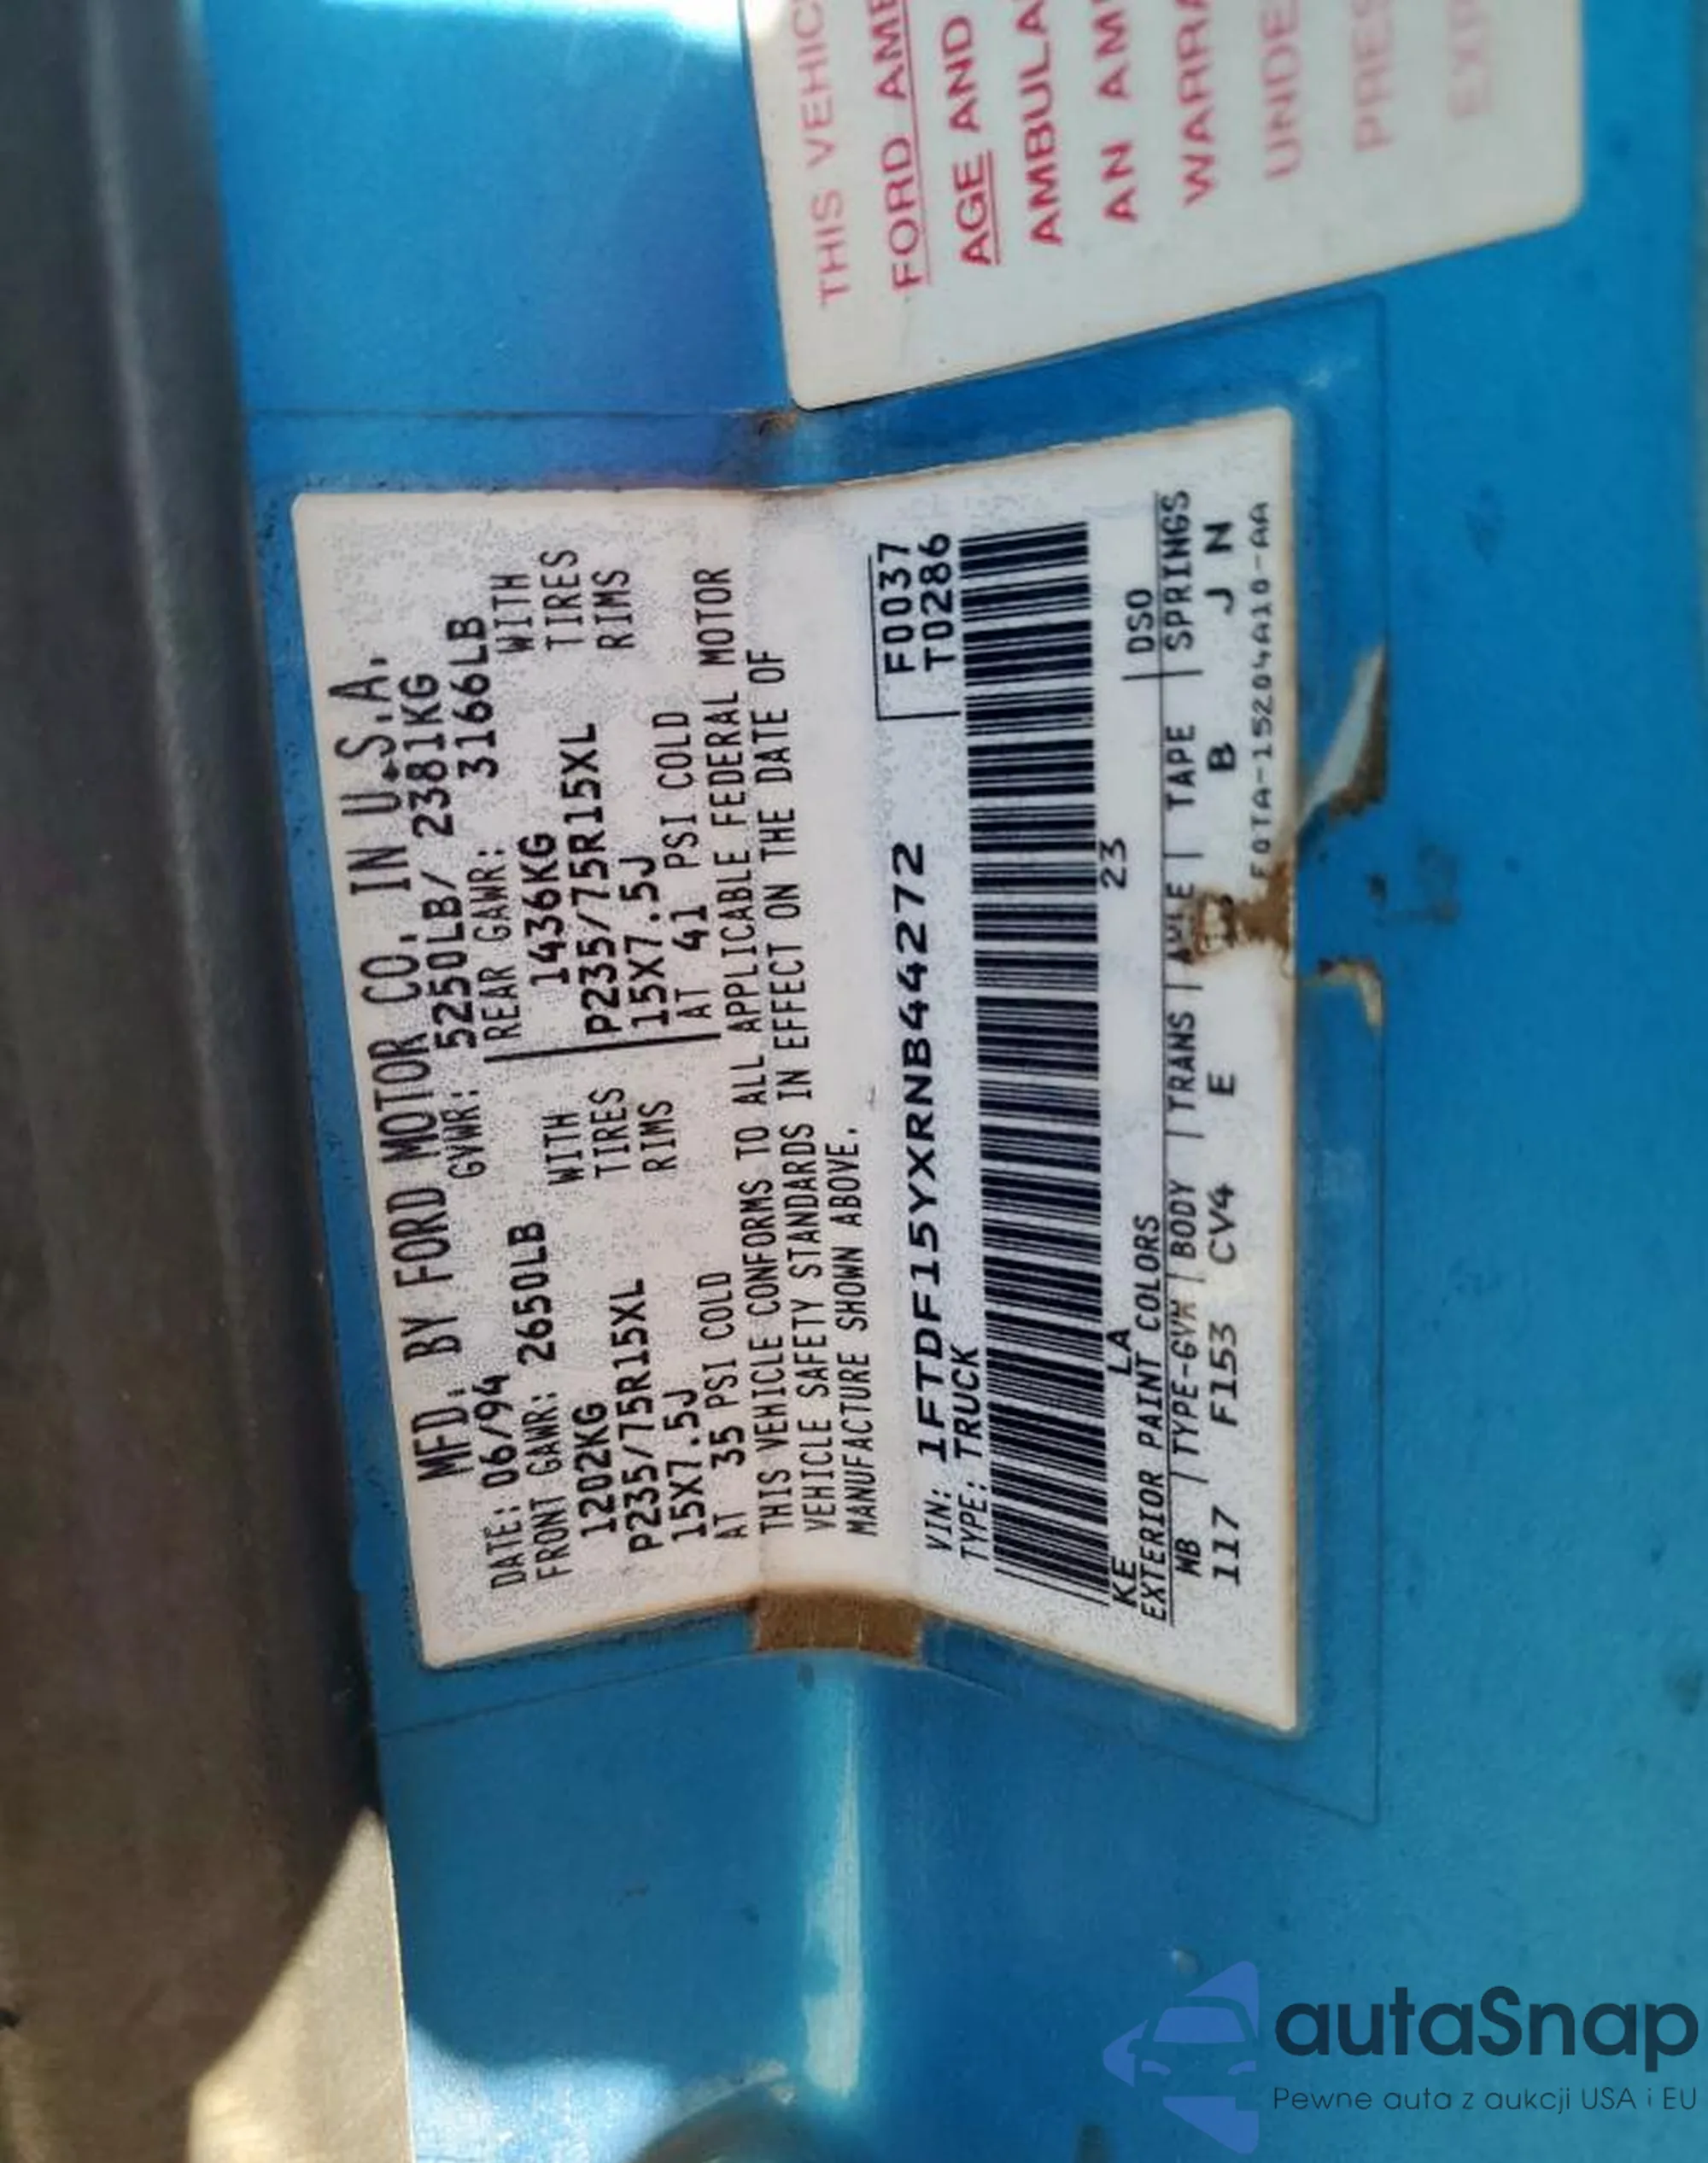 MFD. BY FORD MOTOR CO. IN U.S.A.
DATE: 06/94 GVWR: 5250LB/ 2381KG
FRONT GAWR: 2650LB REAR GAWR: 3166LB
1202KG WITH 1436KG WITH
P235/75R15XL TIRES P235/75R15XL TIRES
15X7.5J RIMS 15X7.5J RIMS
AT 35 PSI COLD AT 41 PSI COLD
THIS VEHICLE CONFORMS TO ALL APPLICABLE FEDERAL MOTOR
VEHICLE SAFETY STANDARDS IN EFFECT ON THE DATE OF
MANUFACTURE SHOWN ABOVE.
F0037
VIN: 1FTDF15YXRNB44272 T0286
TYPE: TRUCK
KE LA 23
EXTERIOR PAINT COLORS DSO
WB | TYPE-GVW | BODY | TRANS | AXLE | TAPE | SPRINGS
117 F153 CV4 E B J N
F0TA-15204A10-AA
THIS VEHIC
FORD AMB
AGE AND
AMBULA
AN AM
WARRA
UNDE
PRES
EXP
autaSnap
Pewne auta z aukcji USA i EU